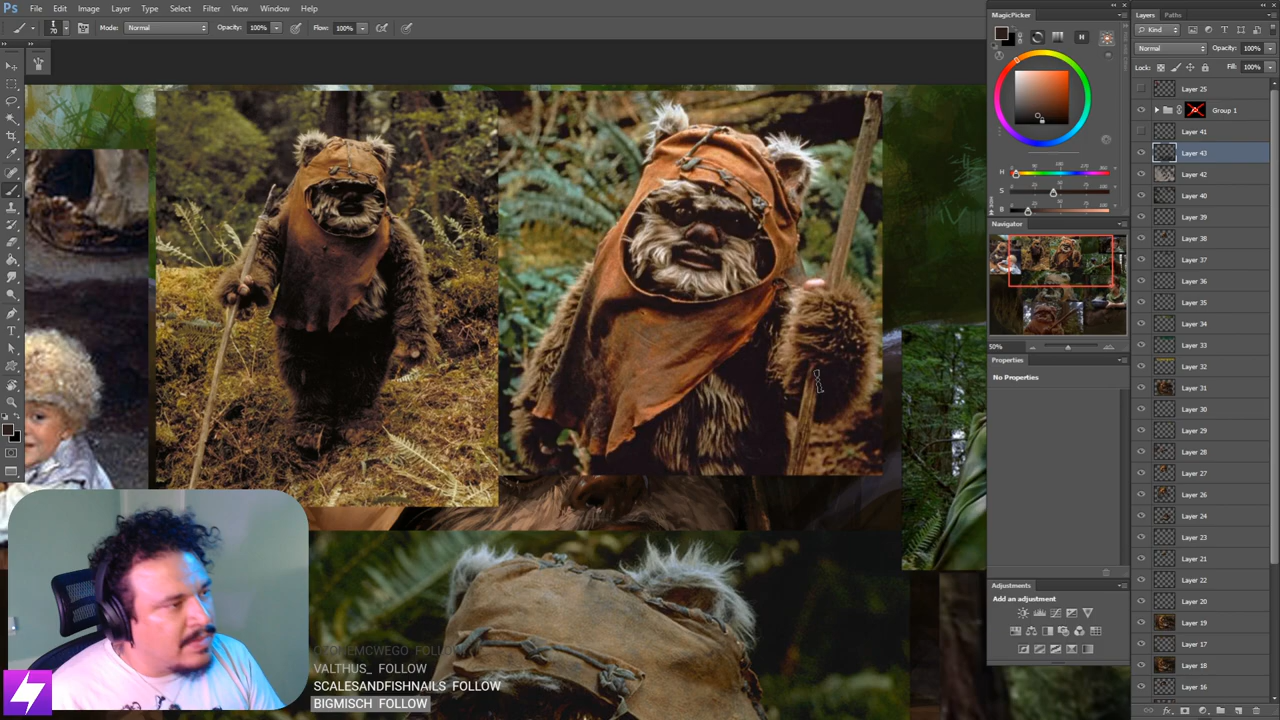 Ps File Edit Image Layer Type Select Filter View Window Help
70 Mode: Normal Opacity: 100% Flow: 100%
MagicPicker
H
H
S
B
Navigator
50%
Properties
No Properties
Adjustments
Add an adjustment
Layers Paths
Kind
Normal Opacity: 100%
Lock: Fill: 100%
Layer 25
Group 1
Layer 41
Layer 43
Layer 42
Layer 40
Layer 39
Layer 38
Layer 37
Layer 36
Layer 35
Layer 34
Layer 33
Layer 32
Layer 31
Layer 30
Layer 29
Layer 28
Layer 27
Layer 26
Layer 24
Layer 23
Layer 21
Layer 22
Layer 20
Layer 19
Layer 17
Layer 18
Layer 16
fx
FOLLOW
VALTHUS_ FOLLOW
SCALESANDFISHNAILS FOLLOW
BIGMISCH FOLLOW